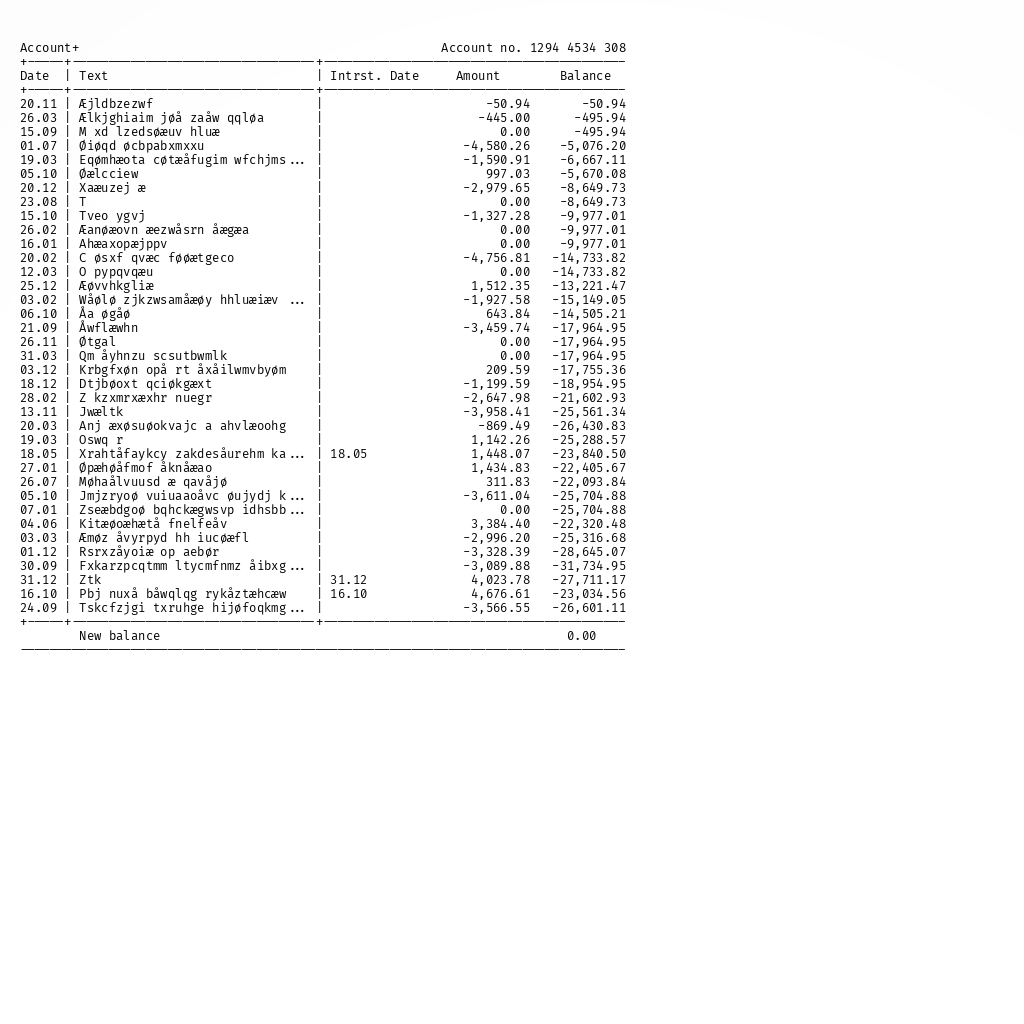 Account+ Account no. 1294 4534 308
Date | Text | Intrst. Date Amount Balance
20.11 | Æjldbzezwf | -50.94 -50.94
26.03 | Ælkjghiaim jøå zaåw qqløa | -445.00 -495.94
15.09 | M xd lzedsøæuv hluæ | 0.00 -495.94
01.07 | Øiøqd øcbpabxmxxu | -4,580.26 -5,076.20
19.03 | Eqømhæota cøtæåfugim wfchjms... | -1,590.91 -6,667.11
05.10 | Øælcciew | 997.03 -5,670.08
20.12 | Xaæuzej æ | -2,979.65 -8,649.73
23.08 | T | 0.00 -8,649.73
15.10 | Tveo ygvj | -1,327.28 -9,977.01
26.02 | Æanøæovn æezwåsrn åægæa | 0.00 -9,977.01
16.01 | Ahæaxopæjppv | 0.00 -9,977.01
20.02 | C øsxf qvæc føøætgeco | -4,756.81 -14,733.82
12.03 | O pypqvqæu | 0.00 -14,733.82
25.12 | Æøvvhkgliæ | 1,512.35 -13,221.47
03.02 | Wåølø zjkzwsamåæøy hhluæiæv ... | -1,927.58 -15,149.05
06.10 | Åa øgåø | 643.84 -14,505.21
21.09 | Åwflæwhn | -3,459.74 -17,964.95
26.11 | Øtgal | 0.00 -17,964.95
31.03 | Qm åyhnzu scsutbwmlk | 0.00 -17,964.95
03.12 | Krbgfxøn opå rt åxåilwmvbyøm | 209.59 -17,755.36
18.12 | Dtjbøoxt qciøkgæxt | -1,199.59 -18,954.95
28.02 | Z kzxmrxæxhr nuegr | -2,647.98 -21,602.93
13.11 | Jwæltk | -3,958.41 -25,561.34
20.03 | Anj æxøsuøokvajc a ahvlæoohg | -869.49 -26,430.83
19.03 | Oswq r | 1,142.26 -25,288.57
18.05 | Xrahtåfaykcy zakdesåurehm ka... | 18.05 1,448.07 -23,840.50
27.01 | Øpæhøåfmof åknåæao | 1,434.83 -22,405.67
26.07 | Møhaålvuusd æ qavåjø | 311.83 -22,093.84
05.10 | Jmjzryoø vuiuaaoåvc øujydj k... | -3,611.04 -25,704.88
07.01 | Zseæbdgoø bqhckægwsvp idhsbb... | 0.00 -25,704.88
04.06 | Kitæøoæhætå fnelfeåv | 3,384.40 -22,320.48
03.03 | Æmøz åvyrpyd hh iucøæfl | -2,996.20 -25,316.68
01.12 | Rsrxzåyoiæ op aebør | -3,328.39 -28,645.07
30.09 | Fxkarzpcqtmm ltycmfnmz åibxg... | -3,089.88 -31,734.95
31.12 | Ztk | 31.12 4,023.78 -27,711.17
16.10 | Pbj nuxå båwqlqg rykåztæhcæw | 16.10 4,676.61 -23,034.56
24.09 | Tskcfzjgi txruhge hijøfoqkmg... | -3,566.55 -26,601.11
New balance 0.00